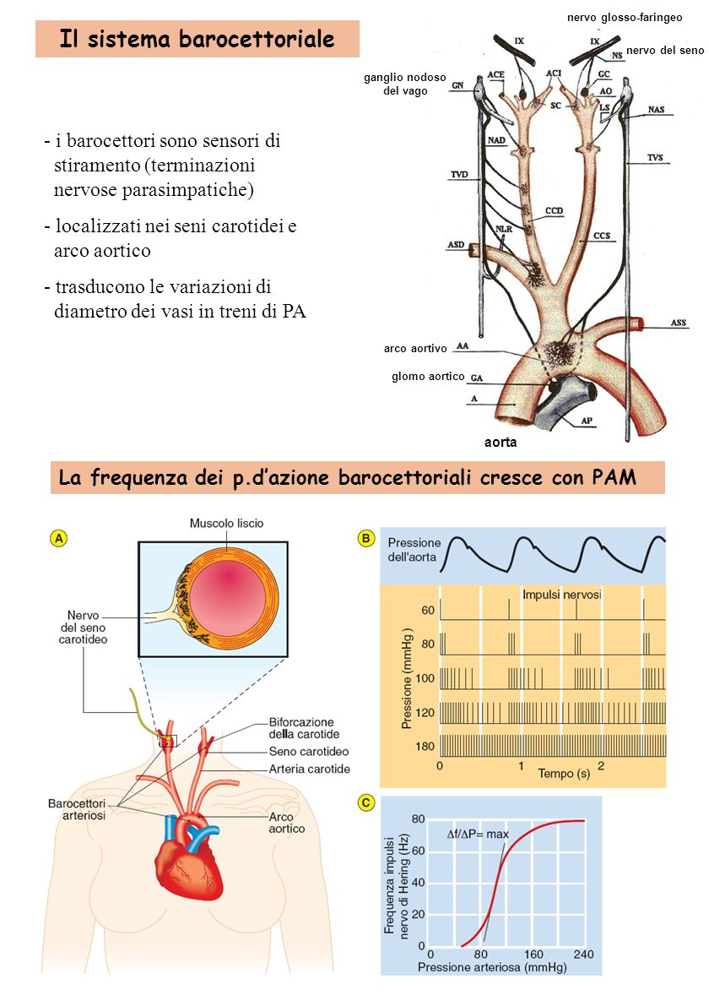 Il sistema barocettoriale
- i barocettori sono sensori di
stiramento (terminazioni
nervose parasimpatiche)
- localizzati nei seni carotidei e
arco aortico
- trasducono le variazioni di
diametro dei vasi in treni di PA
nervo glosso-faringeo
nervo del seno
ganglio nodoso
del vago
IX
IX
NS
ACE
ACI
GC
GN
AO
SC
LS
NAS
NAD
TVS
TVD
CCD
NLR
CCS
ASD
ASS
arco aortivo
AA
glomo aortico
GA
A
AP
aorta
La frequenza dei p.d’azione barocettoriali cresce con PAM
A
Muscolo liscio
Nervo
del seno
carotideo
Biforcazione
della carotide
Seno carotideo
Arteria carotide
Barocettori
arteriosi
Arco
aortico
B
Pressione
dell'aorta
Impulsi nervosi
Pressione (mmHg )
60
80
100
120
180
0 1 2
Tempo (s)
C
Δf/ΔP= max
Frequenza impulsi
nervo di Hering (Hz)
80
60
40
20
0
0 80 160 240
Pressione arteriosa (mmHg)